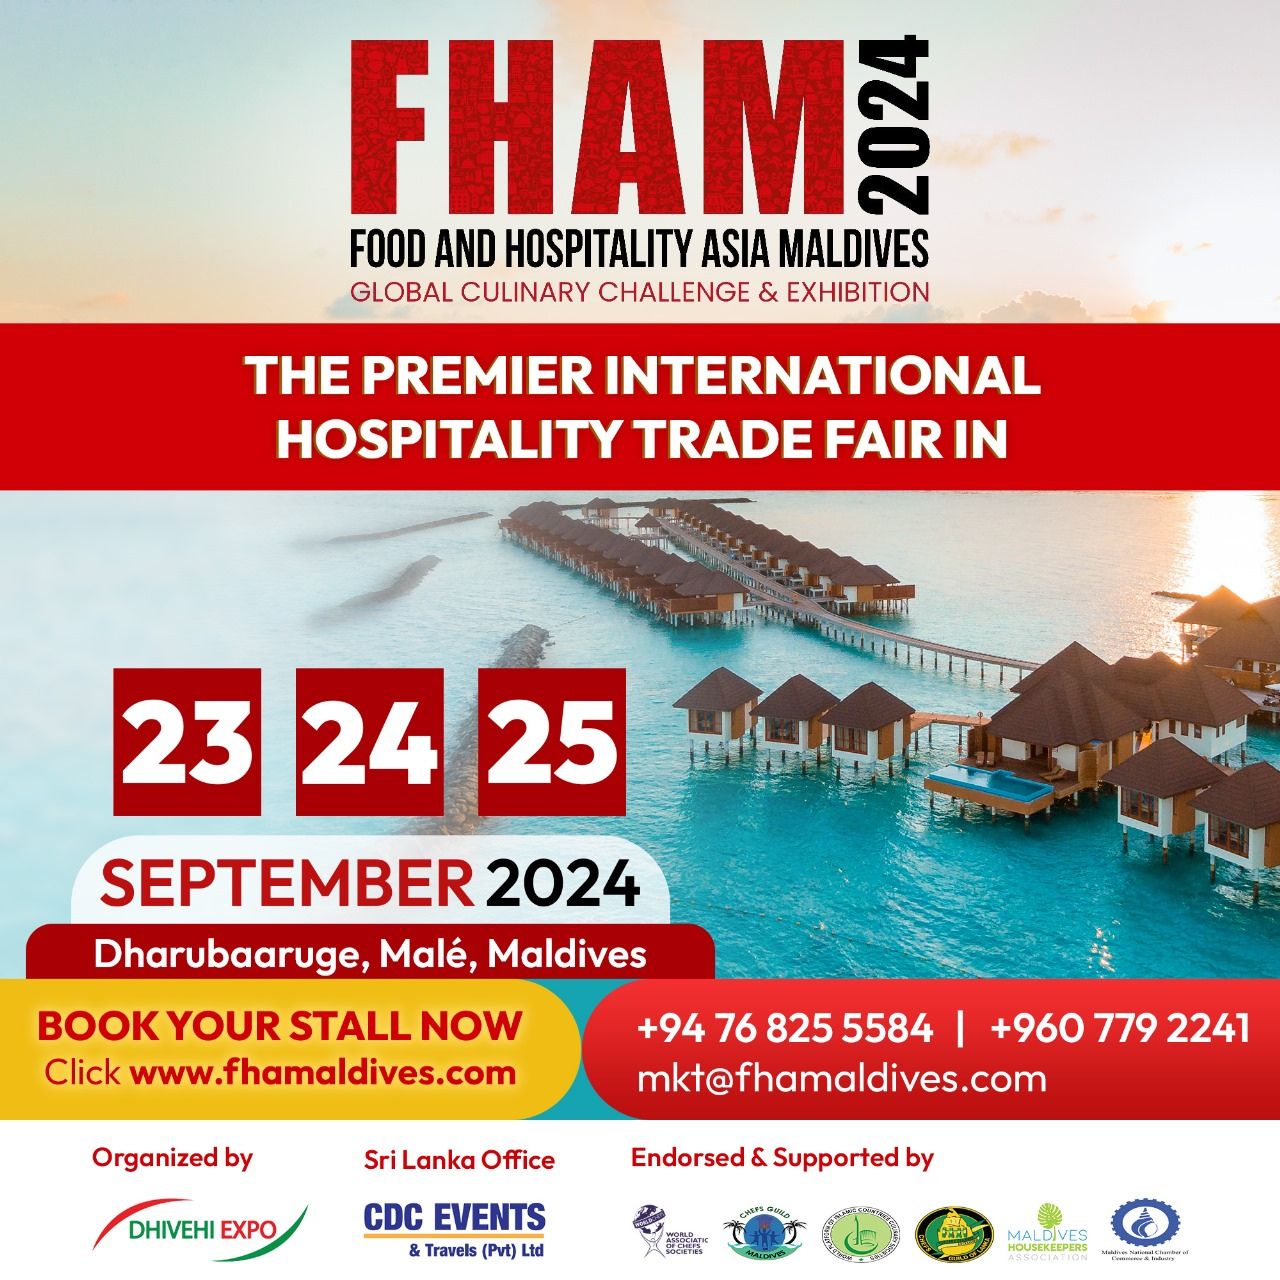 FHAM 2024
FOOD AND HOSPITALITY ASIA MALDIVES
GLOBAL CULINARY CHALLENGE & EXHIBITION
THE PREMIER INTERNATIONAL
HOSPITALITY TRADE FAIR IN
23 24 25
SEPTEMBER 2024
Dharubaaruge, Malé, Maldives
BOOK YOUR STALL NOW
Click www.fhamaldives.com
+94 76 825 5584 | +960 779 2241
mkt@fhamaldives.com
Organized by
DHIVEHI EXPO
Sri Lanka Office
CDC EVENTS
& Travels (Pvt) Ltd
Endorsed & Supported by
WORLD
ASSOCIATIC
OF CHEFS
SOCIETIES
CHEFS GUILD
MALDIVES
MALDIVES
HOUSEKEEPERS
ASSOCIATION
Maldives National Chamber of
Commerce & Industry